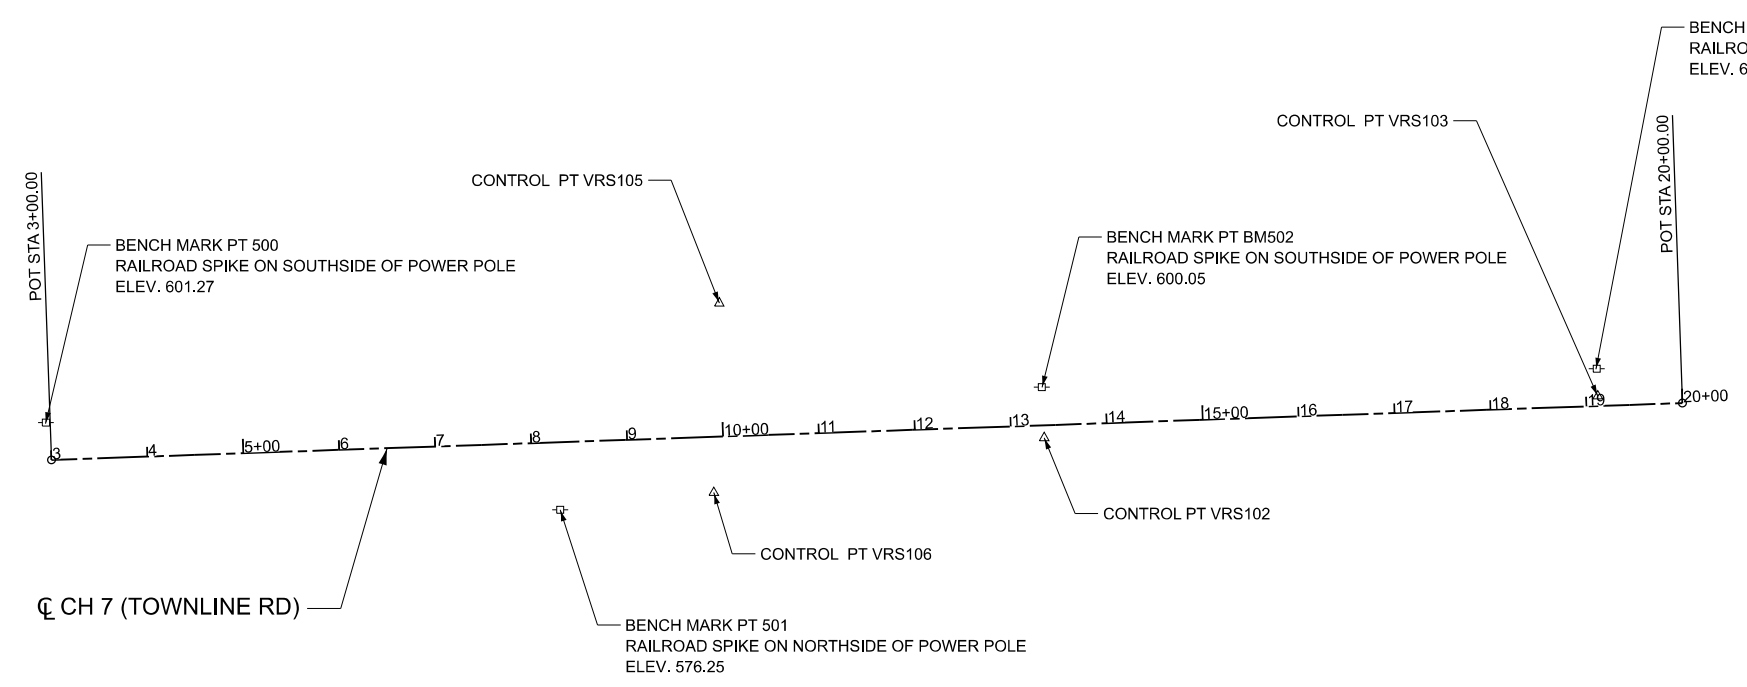 BENCH
RAILRO
ELEV. 6
CONTROL PT VRS103
POT STA 20+00.00
CONTROL PT VRS105
POT STA 3+00.00
BENCH MARK PT 500
RAILROAD SPIKE ON SOUTHSIDE OF POWER POLE
ELEV. 601.27
BENCH MARK PT BM502
RAILROAD SPIKE ON SOUTHSIDE OF POWER POLE
ELEV. 600.05
3
4
5+00
6
7
8
9
10+00
11
12
13
14
15+00
16
17
18
19
20+00
CONTROL PT VRS102
CONTROL PT VRS106
℄ CH 7 (TOWNLINE RD)
BENCH MARK PT 501
RAILROAD SPIKE ON NORTHSIDE OF POWER POLE
ELEV. 576.25